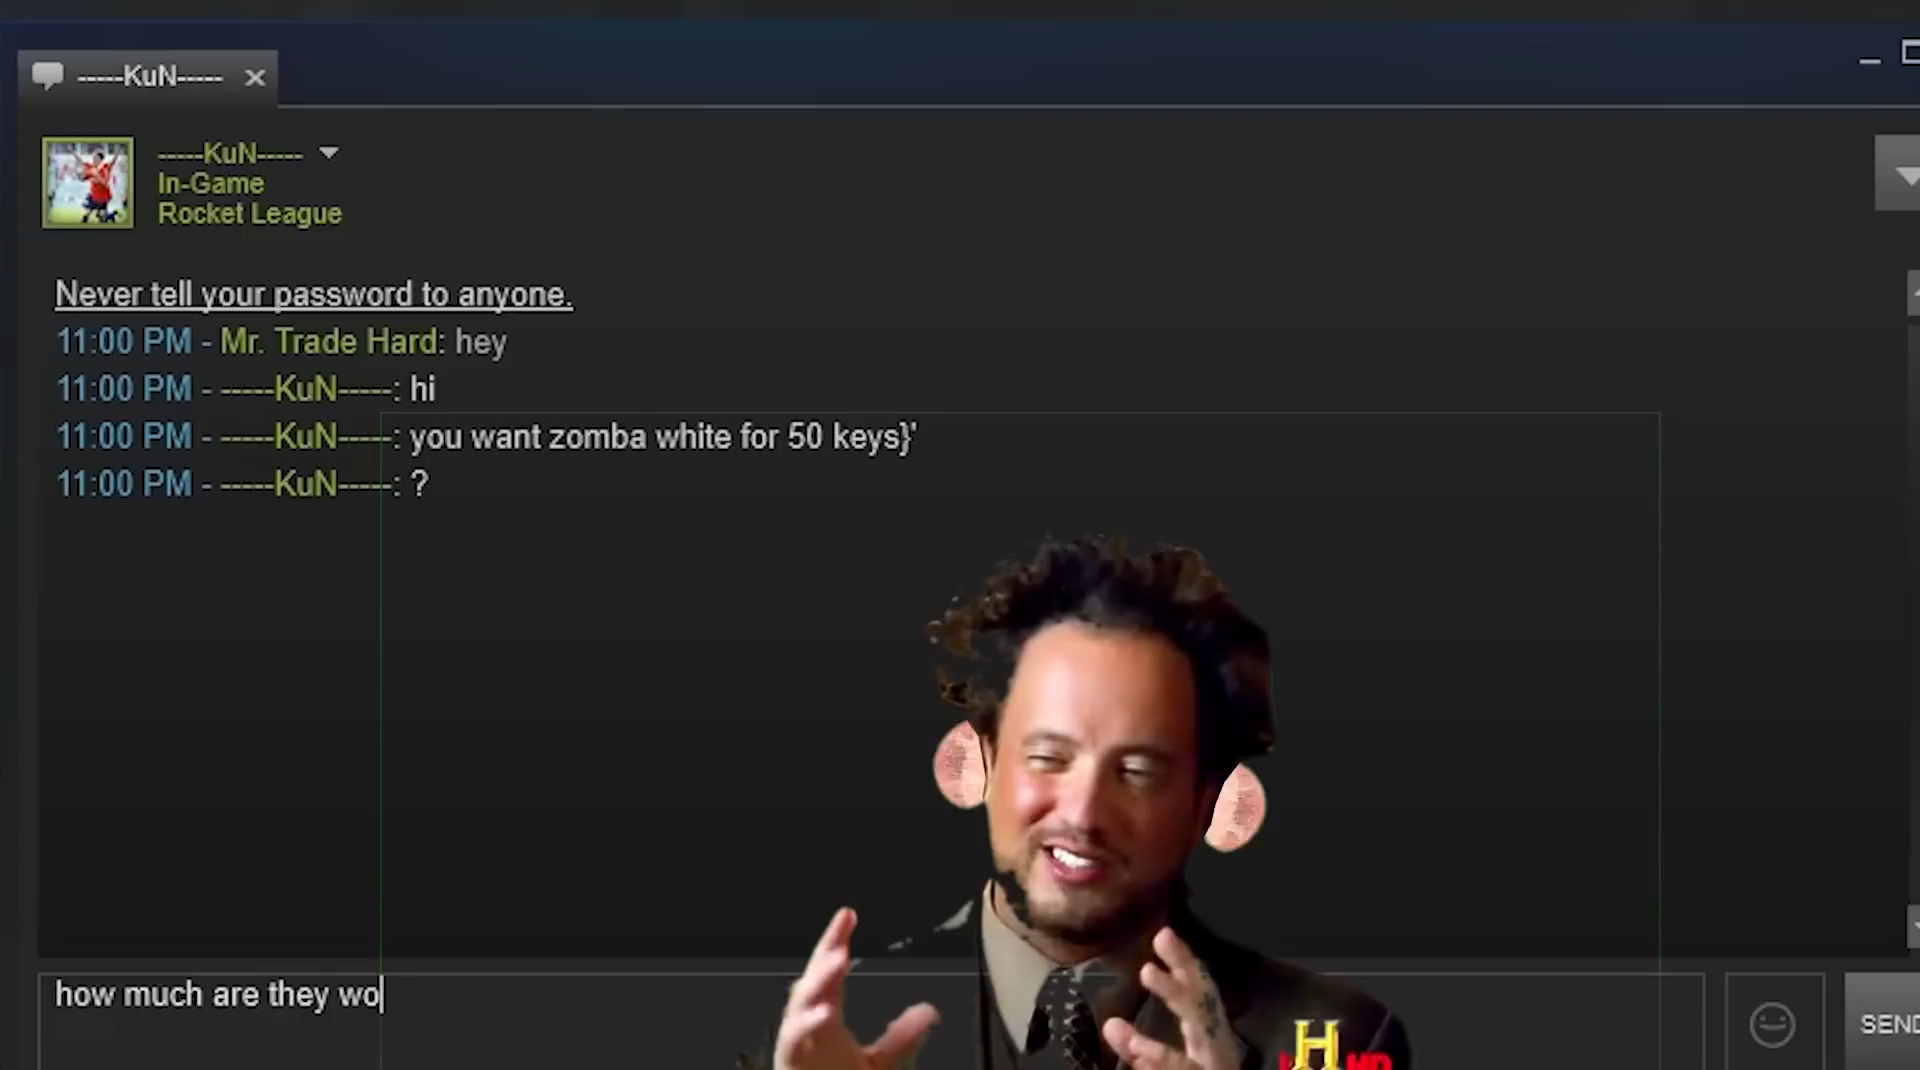 -----KuN-----
-----KuN-----
In-Game
Rocket League
Never tell your password to anyone.
11:00 PM - Mr. Trade Hard: hey
11:00 PM - -----KuN-----: hi
11:00 PM - -----KuN-----: you want zomba white for 50 keys}'
11:00 PM - -----KuN-----: ?
how much are they wo
SEND
H
HD